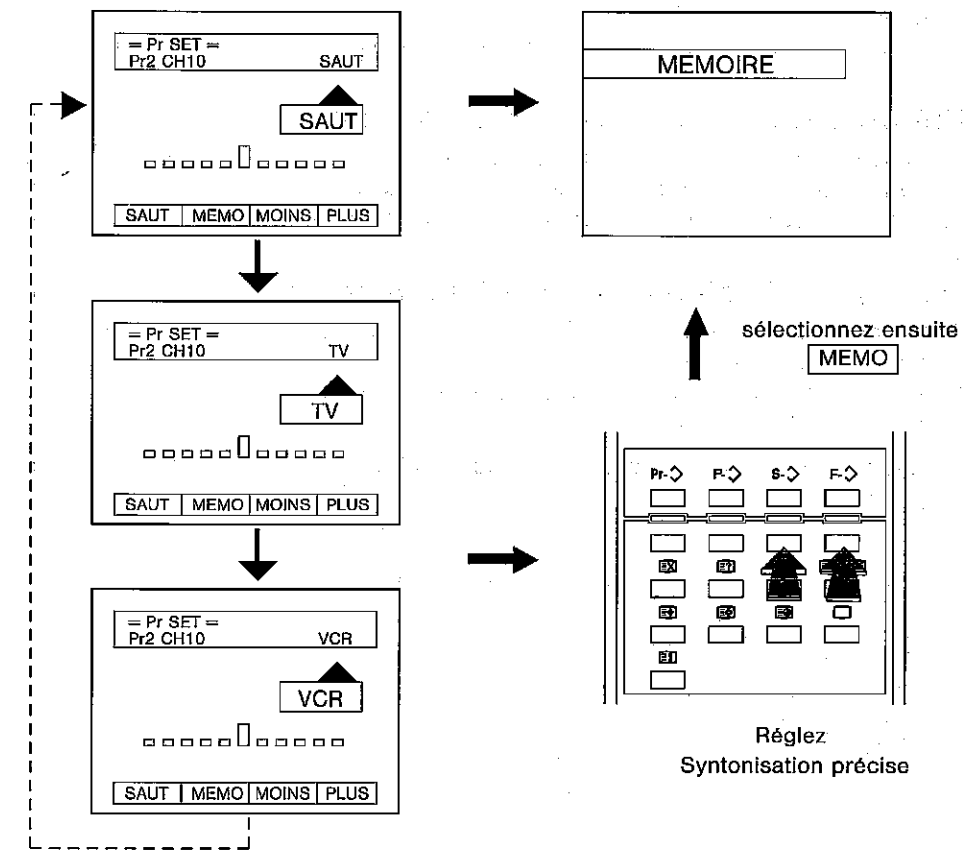 = Pr SET =
Pr2 CH10 SAUT
SAUT
SAUT MEMO MOINS PLUS
MEMOIRE
= Pr SET =
Pr2 CH10 TV
TV
SAUT MEMO MOINS PLUS
sélectionnez ensuite
MEMO
= Pr SET =
Pr2 CH10 VCR
VCR
SAUT MEMO MOINS PLUS
Pr- P- S- F-
Réglez
Syntonisation précise